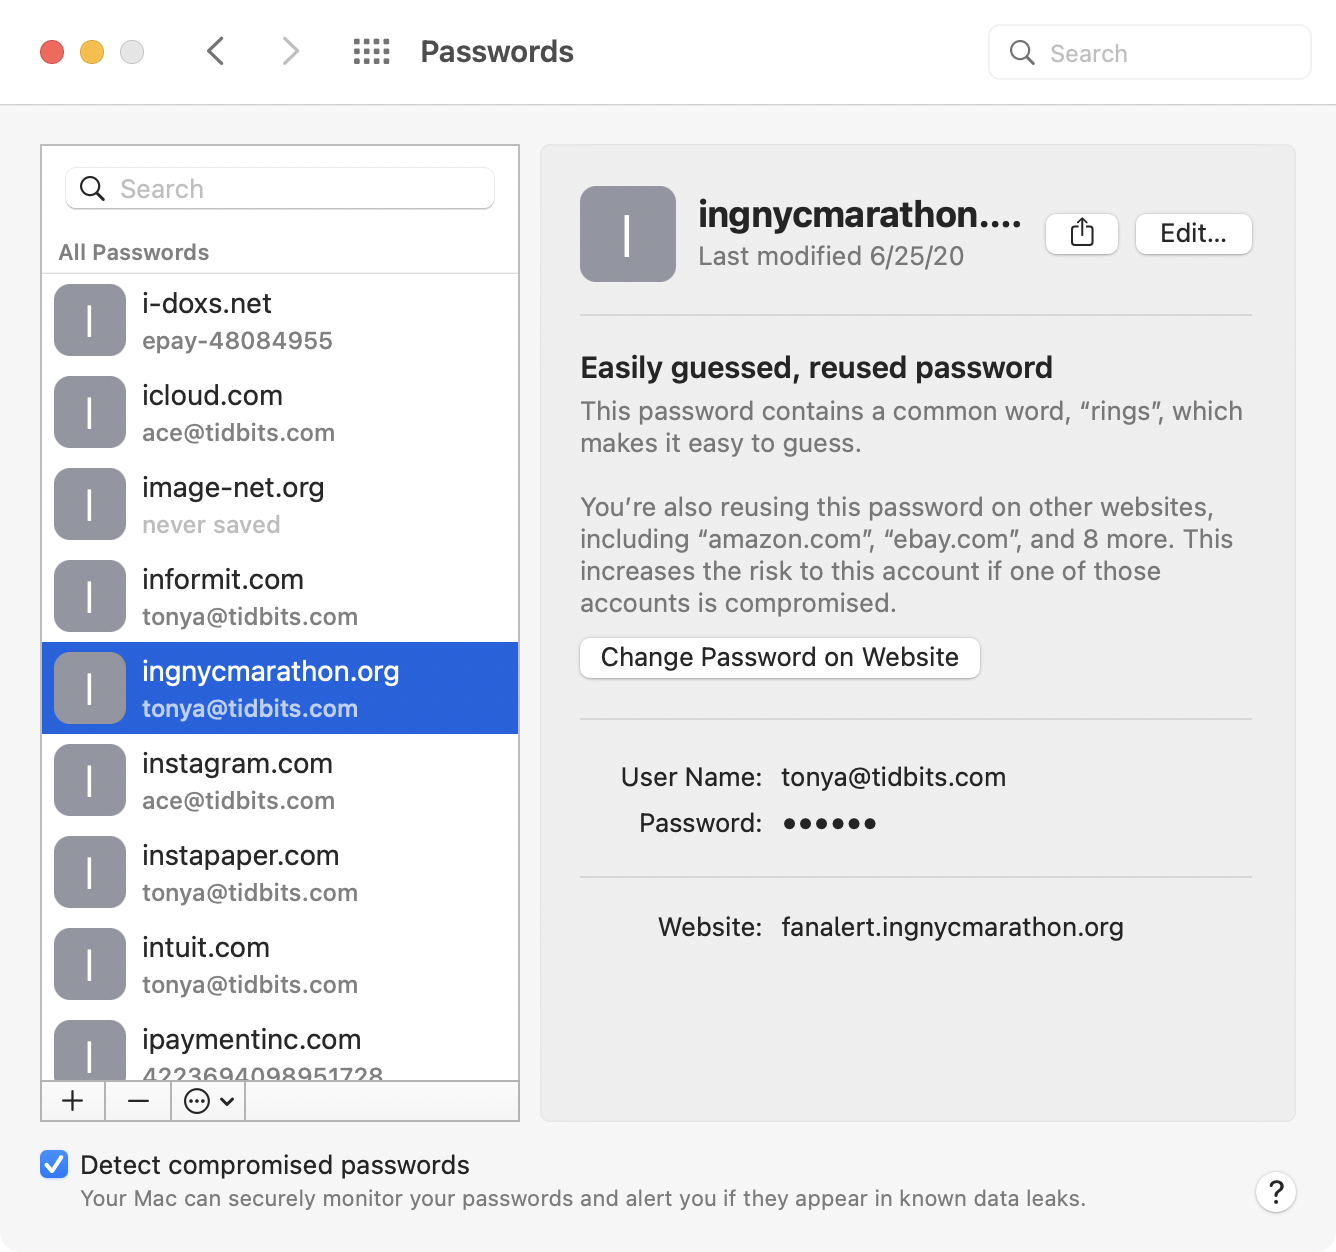 Passwords
Search
Search
All Passwords
I
i-doxs.net
epay-48084955
I
icloud.com
ace@tidbits.com
I
image-net.org
never saved
I
informit.com
tonya@tidbits.com
I
ingnycmarathon.org
tonya@tidbits.com
I
instagram.com
ace@tidbits.com
I
instapaper.com
tonya@tidbits.com
I
intuit.com
tonya@tidbits.com
I
ipaymentinc.com
4223694098951728
I
ingnycmarathon....
Last modified 6/25/20
Edit...
Easily guessed, reused password
This password contains a common word, “rings”, which
makes it easy to guess.
You’re also reusing this password on other websites,
including “amazon.com”, “ebay.com”, and 8 more. This
increases the risk to this account if one of those
accounts is compromised.
Change Password on Website
User Name: tonya@tidbits.com
Password: ••••••
Website: fanalert.ingnycmarathon.org
Detect compromised passwords
Your Mac can securely monitor your passwords and alert you if they appear in known data leaks.
?